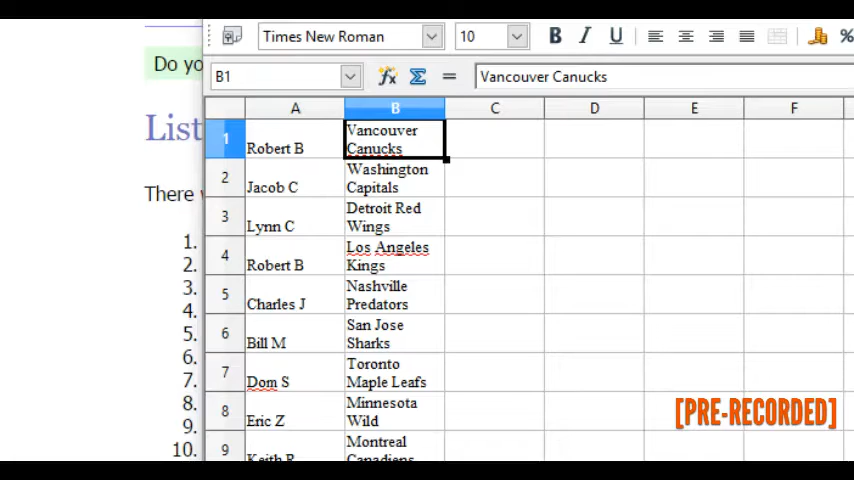 Times New Roman 10 B I U %
Do yo
B1 = Vancouver Canucks
A B C D E F
List
There
1.
2.
3.
4.
5.
6.
7.
8.
9.
10.
1 Robert B Vancouver
Canucks
2 Jacob C Washington
Capitals
3 Lynn C Detroit Red
Wings
4 Robert B Los Angeles
Kings
5 Charles J Nashville
Predators
6 Bill M San Jose
Sharks
7 Dom S Toronto
Maple Leafs
8 Eric Z Minnesota
Wild
9 Keith R Montreal
Canadiens
[PRE-RECORDED]